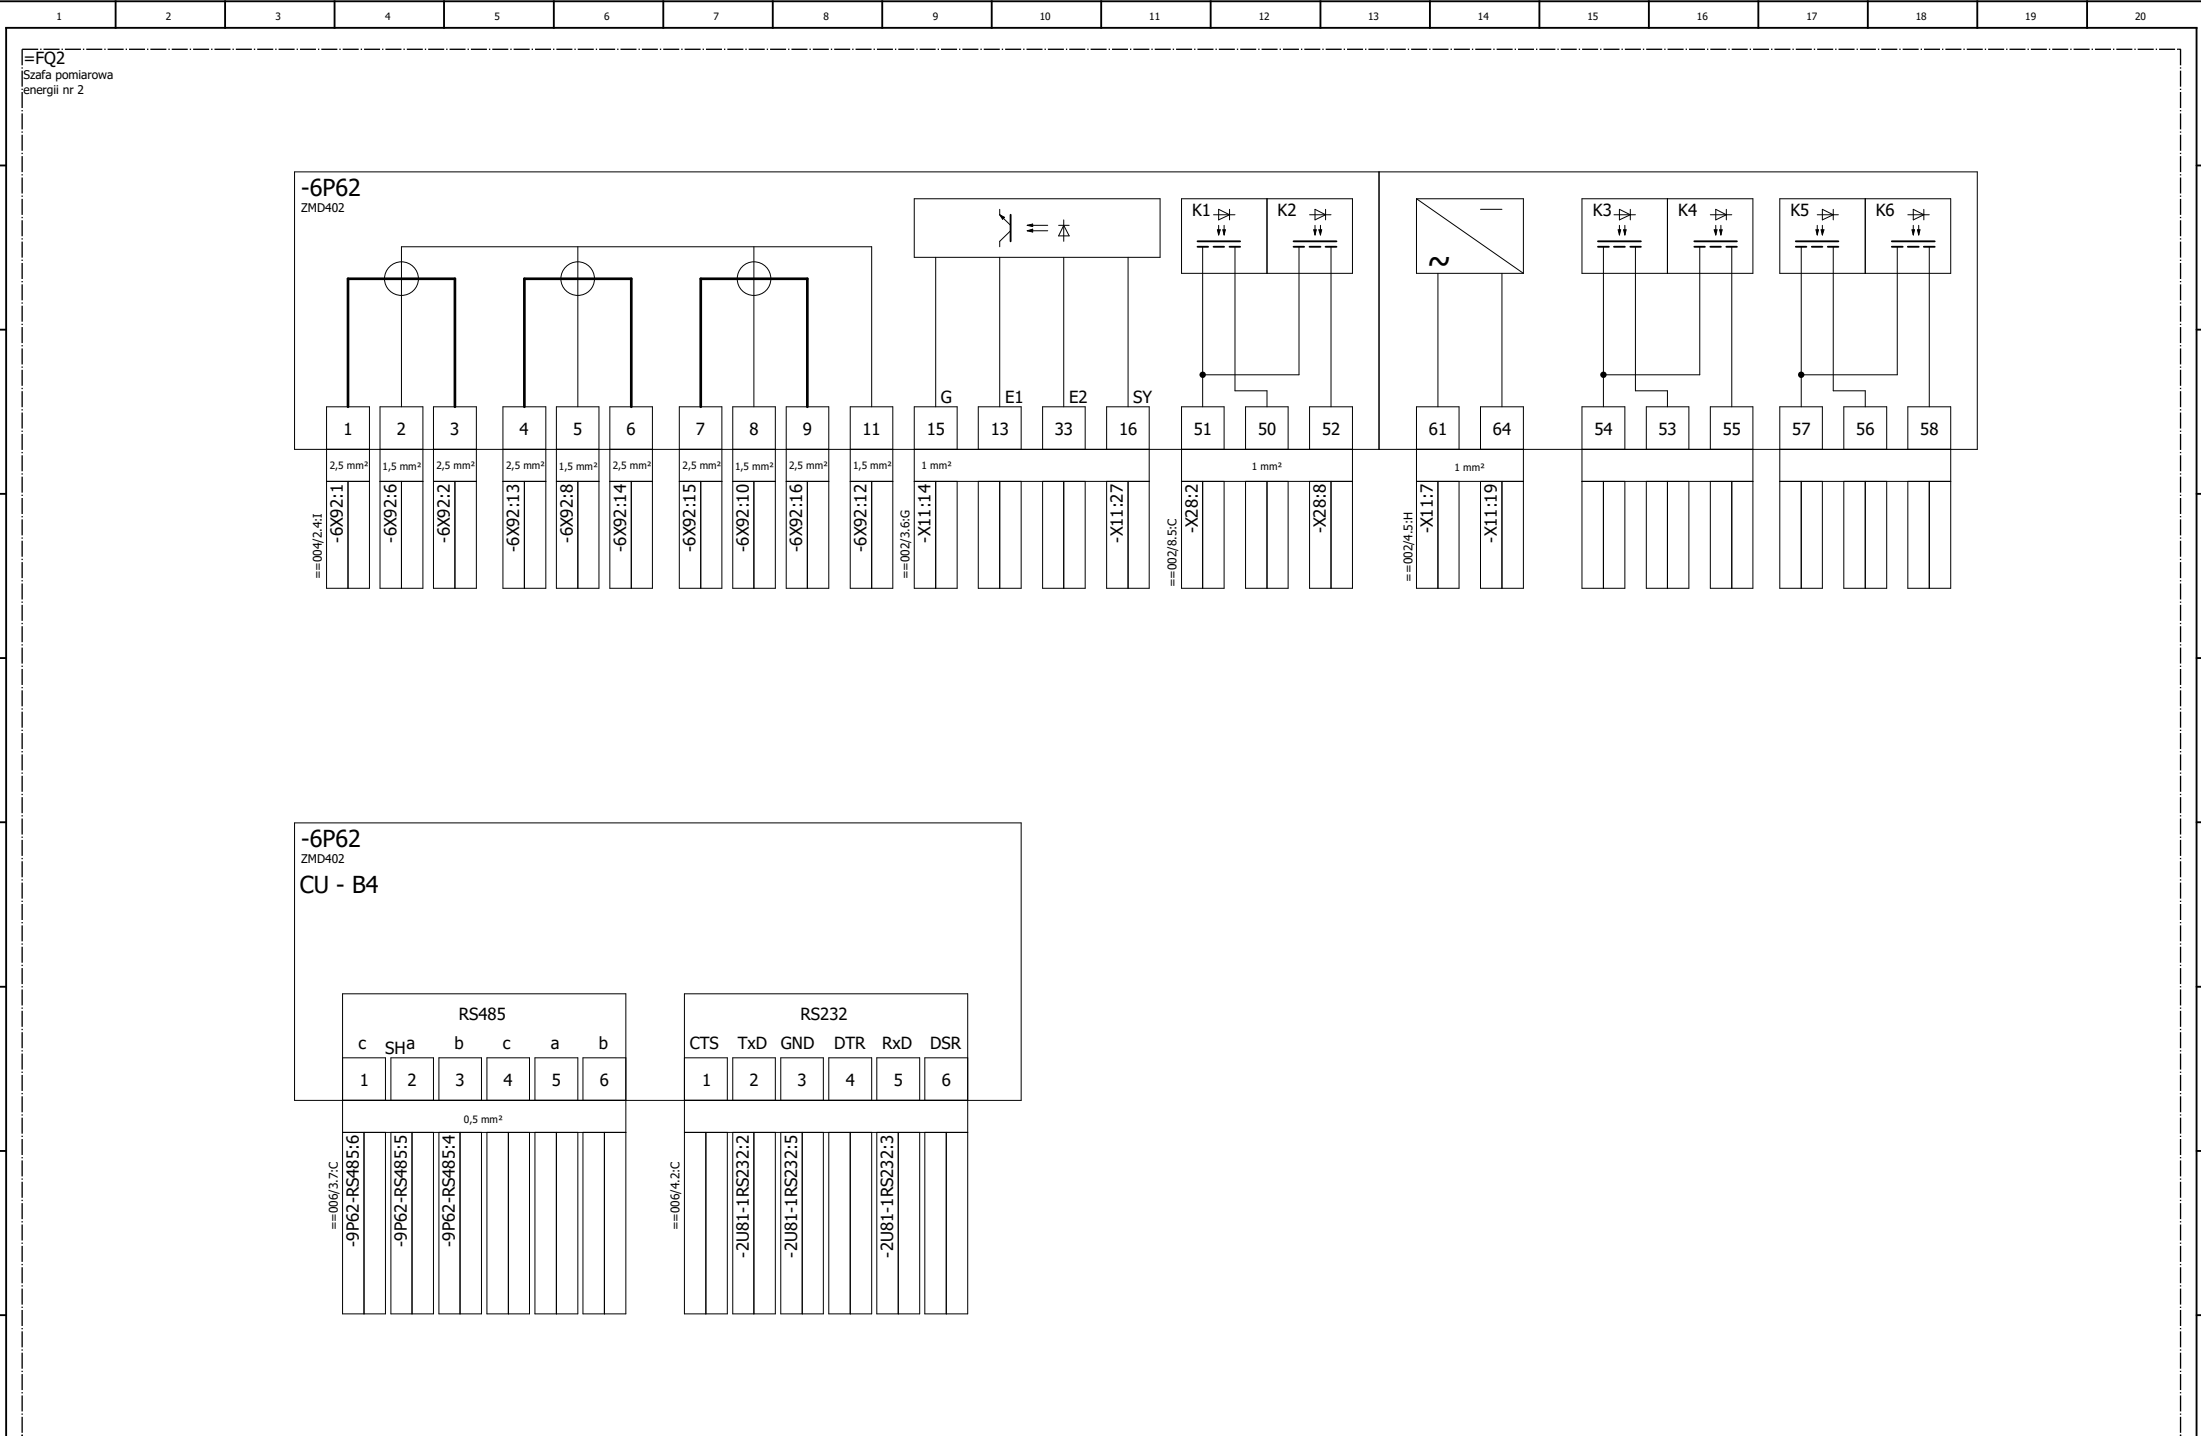 1 2 3 4 5 6 7 8 9 10 11 12 13 14 15 16 17 18 19 20
=FQ2
Szafa pomiarowa
energii nr 2
-6P62
ZMD402
K1 K2 K3 K4 K5 K6
~
G E1 E2 SY
1 2 3 4 5 6 7 8 9 11 15 13 33 16 51 50 52 61 64 54 53 55 57 56 58
2,5 mm² 1,5 mm² 2,5 mm² 2,5 mm² 1,5 mm² 2,5 mm² 2,5 mm² 1,5 mm² 2,5 mm² 1,5 mm² 1 mm² 1 mm² 1 mm²
==004/2.4:I
-6X92:1
-6X92:6
-6X92:2
-6X92:13
-6X92:8
-6X92:14
-6X92:15
-6X92:10
-6X92:16
-6X92:12
==002/3.6:G
-X11:14
-X11:27
==002/8.5:C
-X28:2
-X28:8
==002/4.5:H
-X11:7
-X11:19
-6P62
ZMD402
CU - B4
RS485
c SHa b c a b
1 2 3 4 5 6
0,5 mm²
==006/3.7:C
-9P62-RS485:6
-9P62-RS485:5
-9P62-RS485:4
RS232
CTS TxD GND DTR RxD DSR
1 2 3 4 5 6
==006/4.2:C
-2U81-1RS232:2
-2U81-1RS232:5
-2U81-1RS232:3